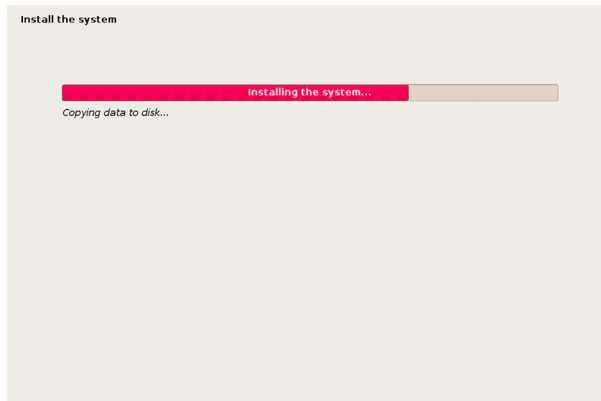 Install the system
Installing the system...
Copying data to disk...